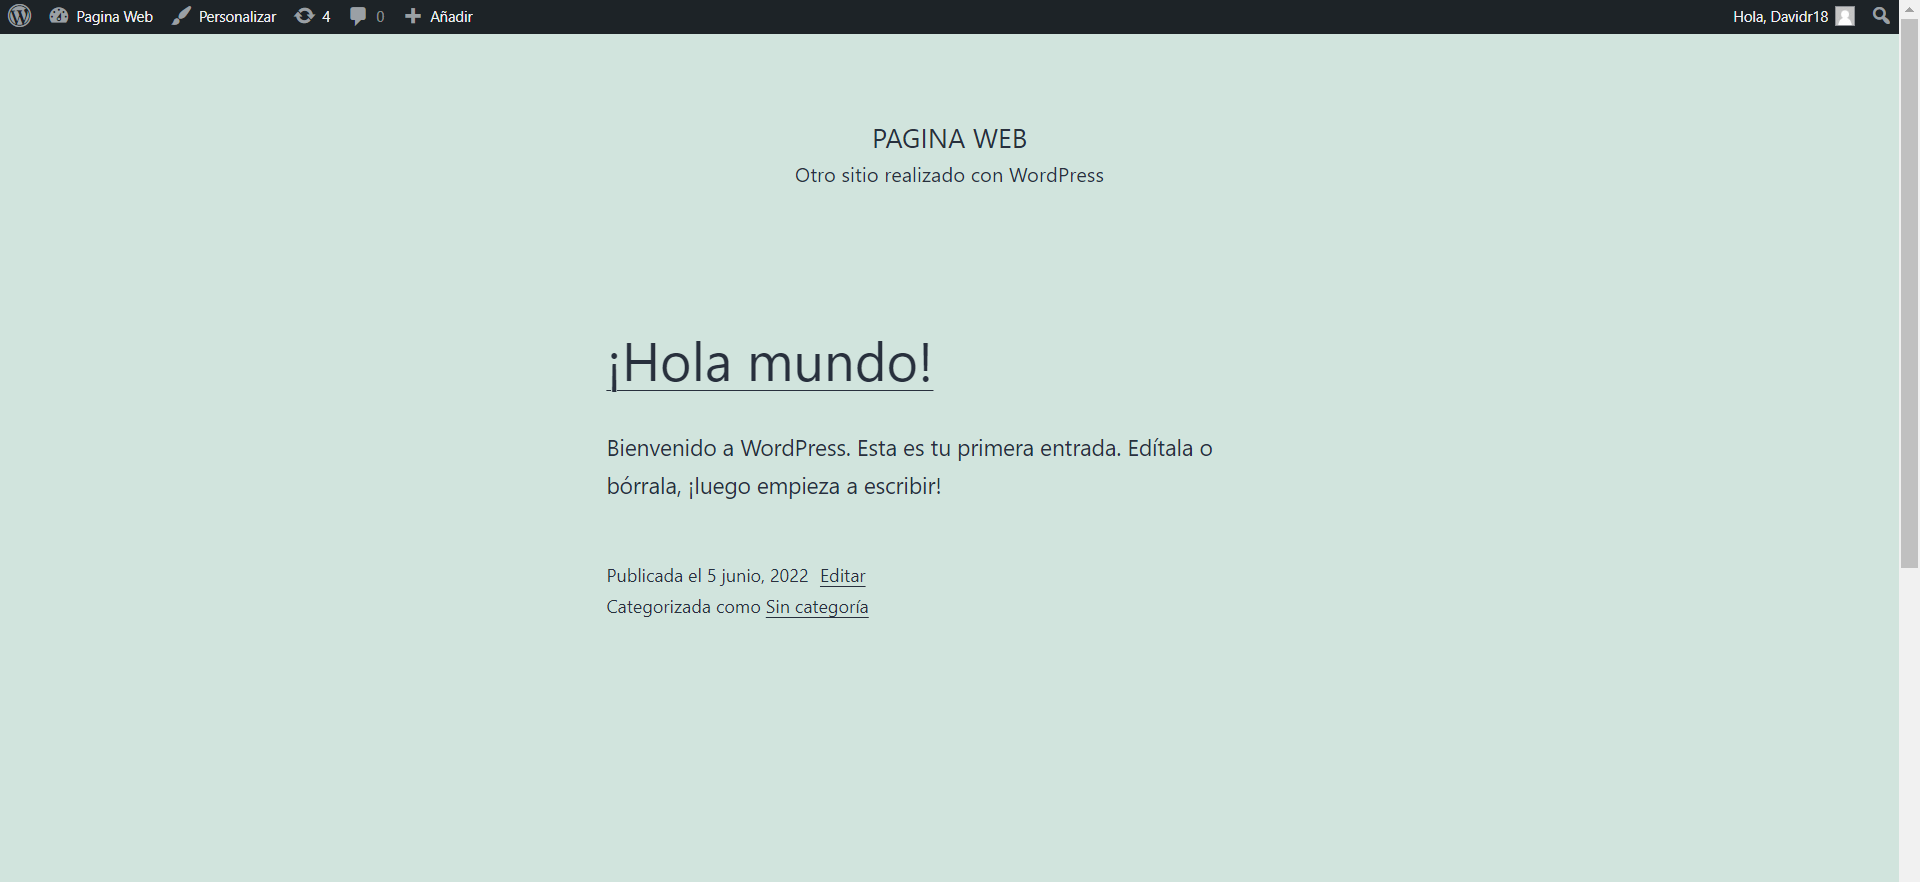 Pagina Web Personalizar 4 0 Añadir Hola, Davidr18
PAGINA WEB
Otro sitio realizado con WordPress
¡Hola mundo!
Bienvenido a WordPress. Esta es tu primera entrada. Edítala o
bórrala, ¡luego empieza a escribir!
Publicada el 5 junio, 2022 Editar
Categorizada como Sin categoría